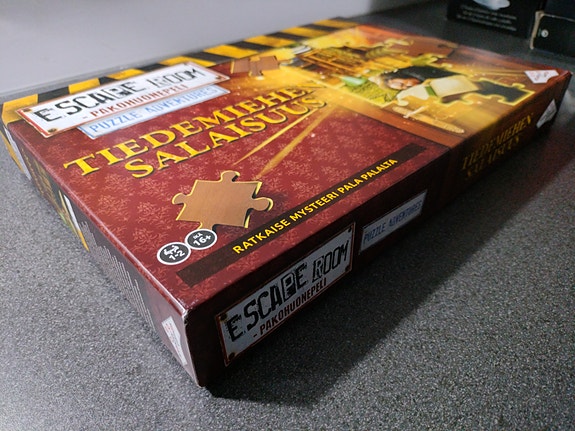 ESCAPE ROOM
PAKOHUONEPELI
PUZZLE ADVENTURES
TIEDEMIEHEN
SALAISUUS
RATKAISE MYSTEERI PALA PALALTA
1-2
16+
ESCAPE ROOM
- PAKOHUONEPELI
PUZZLE ADVENTURES
TIEDEMIEHEN
SALAISUUS